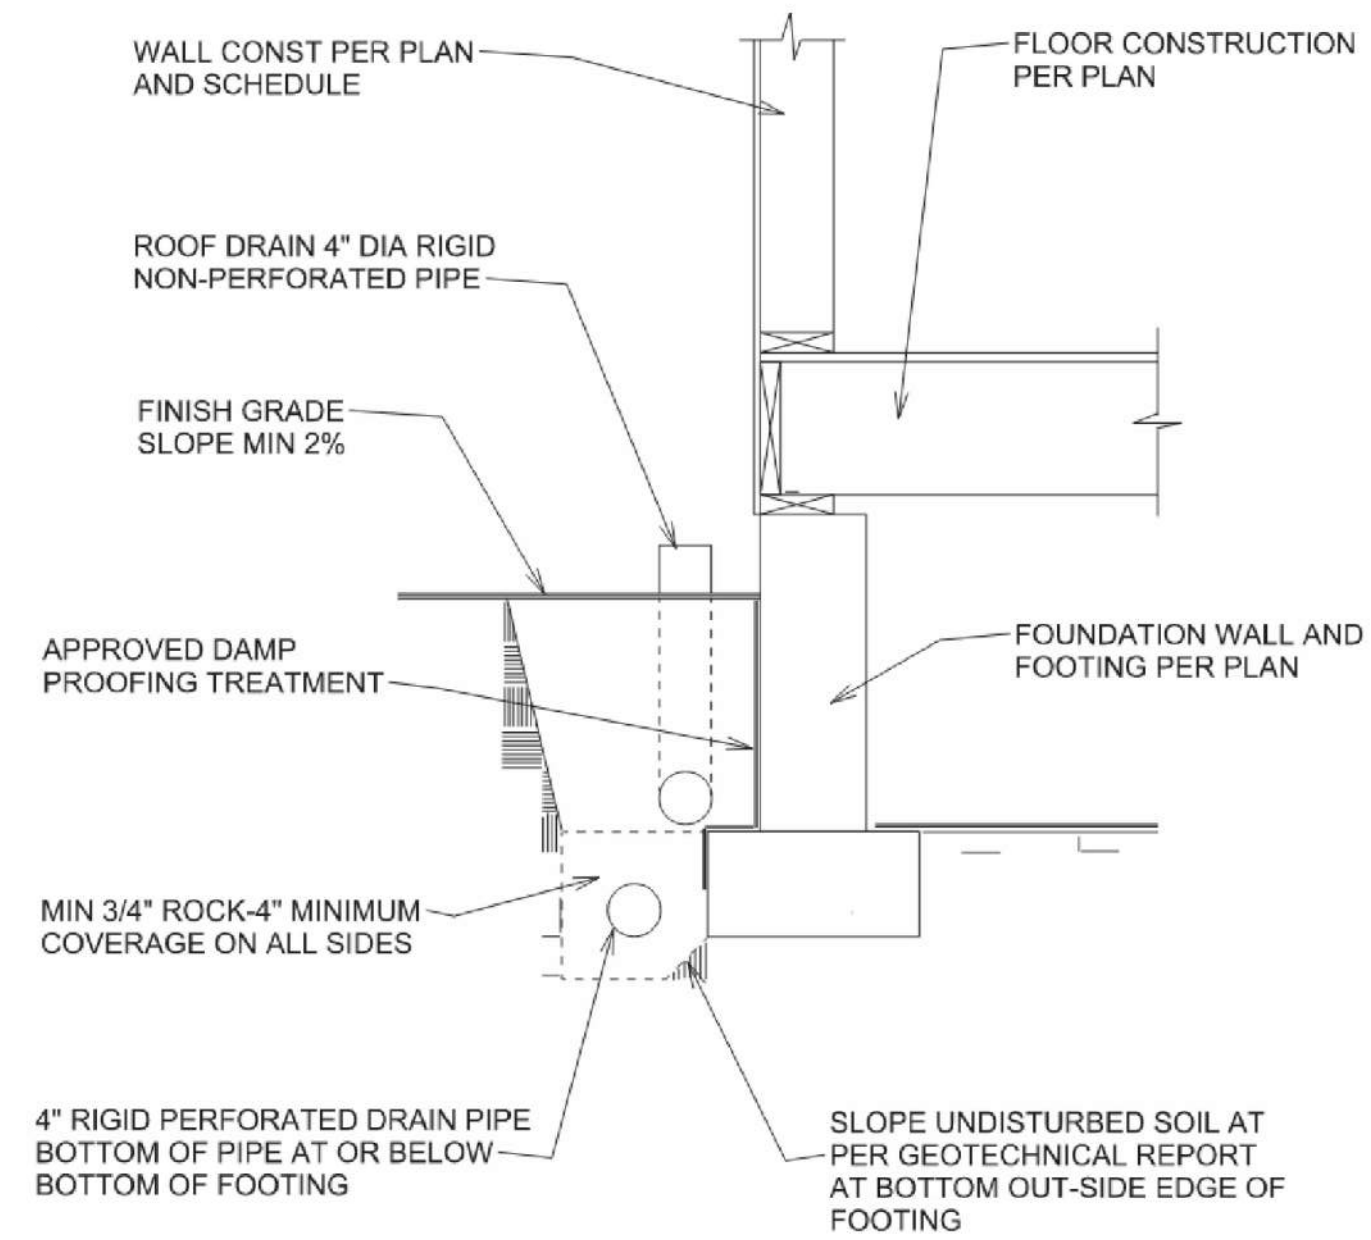 WALL CONST PER PLAN
AND SCHEDULE
FLOOR CONSTRUCTION
PER PLAN
ROOF DRAIN 4" DIA RIGID
NON-PERFORATED PIPE
FINISH GRADE
SLOPE MIN 2%
APPROVED DAMP
PROOFING TREATMENT
FOUNDATION WALL AND
FOOTING PER PLAN
MIN 3/4" ROCK-4" MINIMUM
COVERAGE ON ALL SIDES
4" RIGID PERFORATED DRAIN PIPE
BOTTOM OF PIPE AT OR BELOW
BOTTOM OF FOOTING
SLOPE UNDISTURBED SOIL AT
PER GEOTECHNICAL REPORT
AT BOTTOM OUT-SIDE EDGE OF
FOOTING